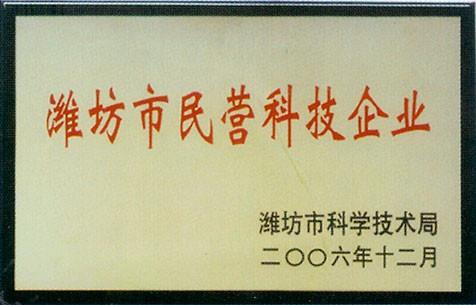 潍坊市民营科技企业
潍坊市科学技术局
二〇〇六年十二月